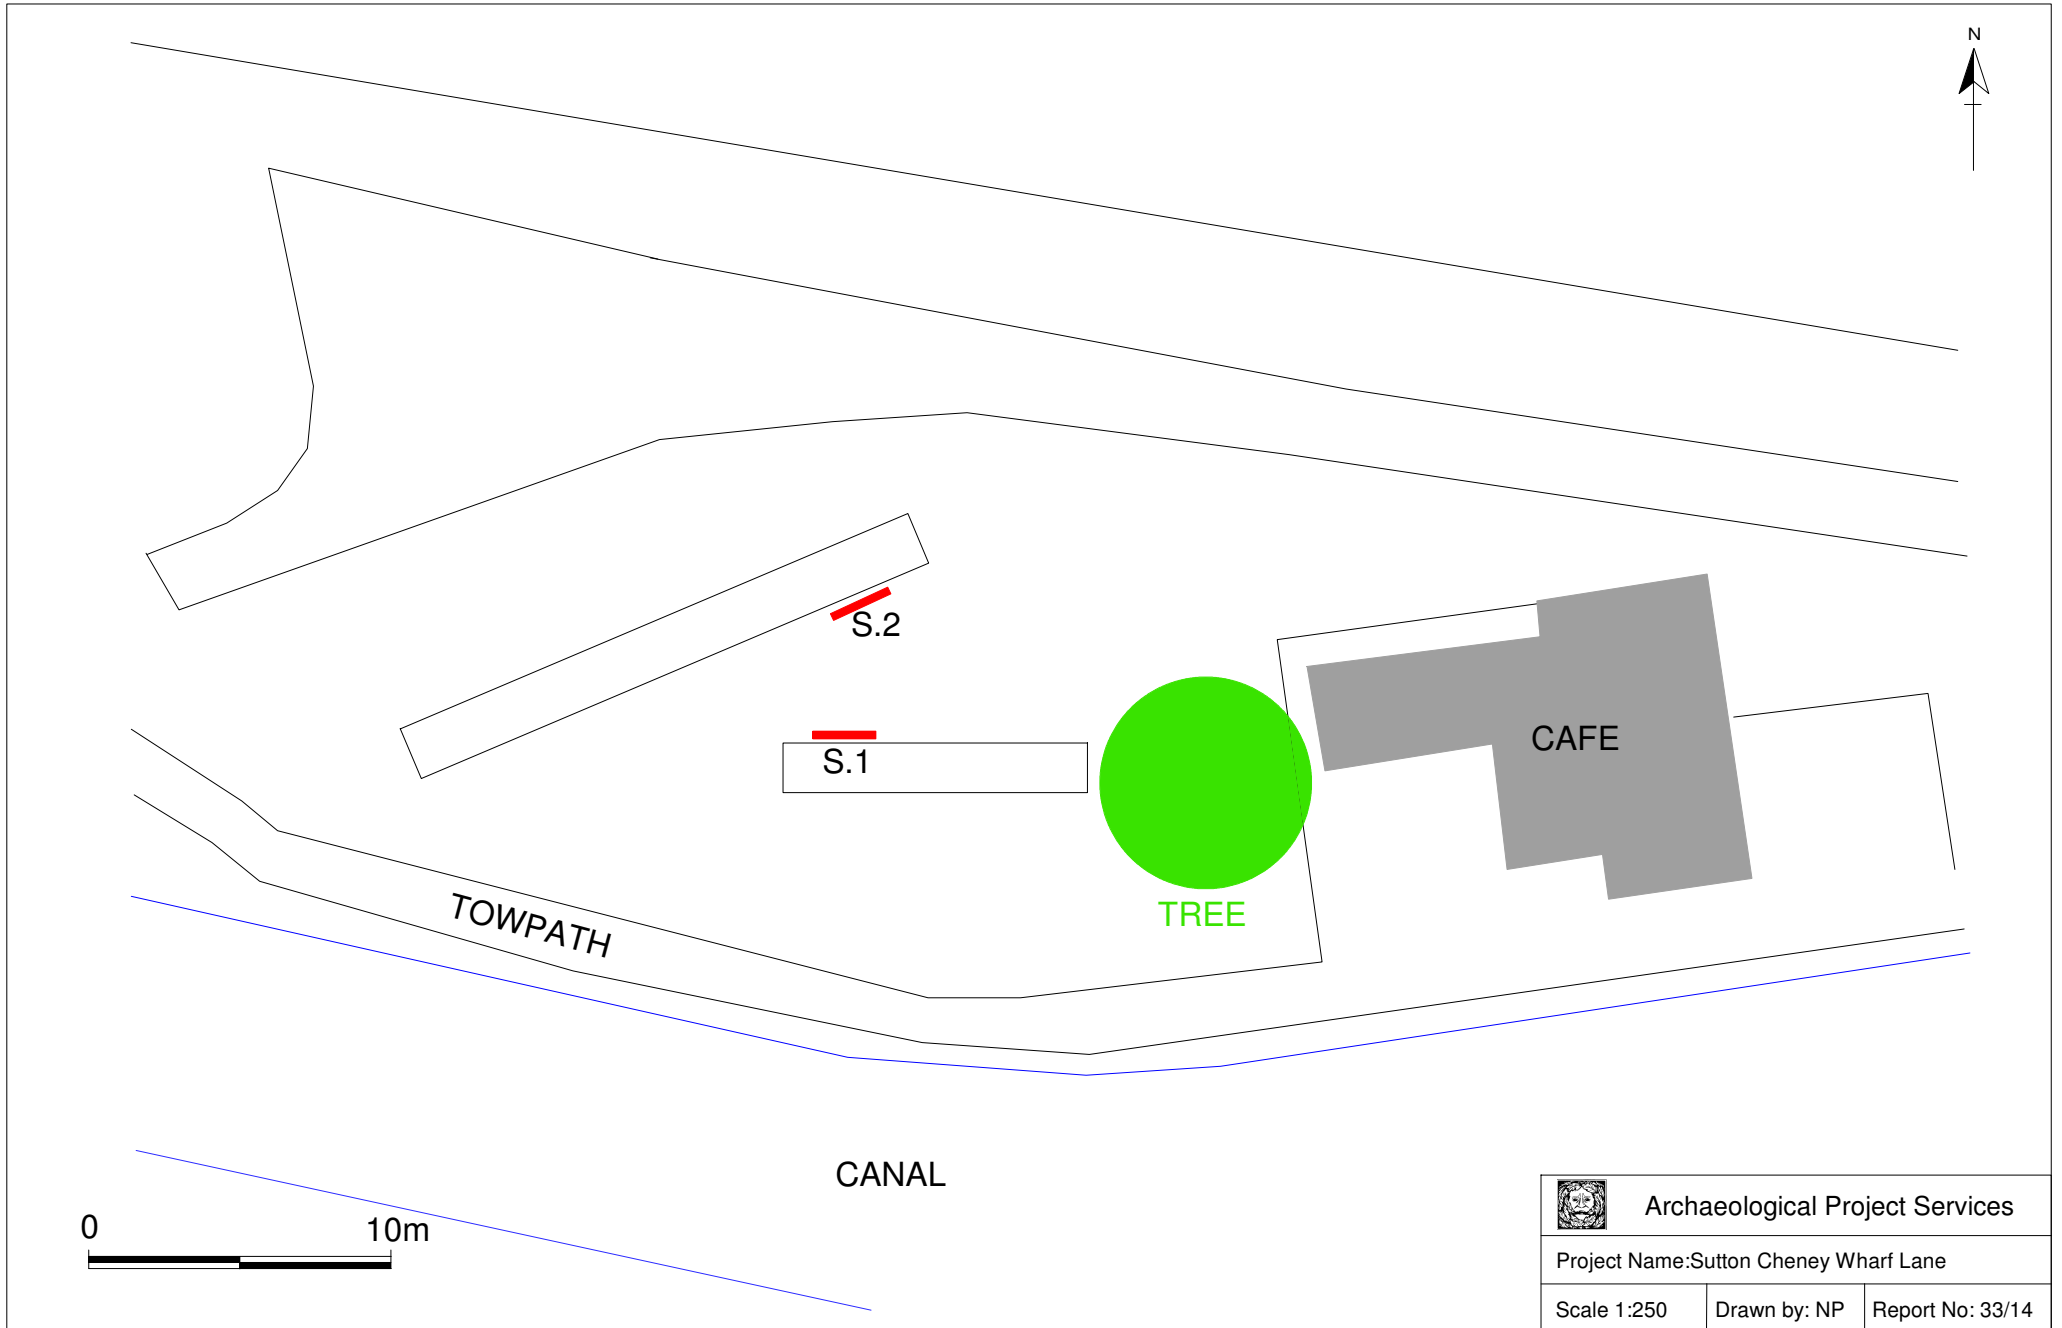 N
S.2
S.1
CAFE
TREE
TOWPATH
CANAL
0 10m
Archaeological Project Services
Project Name:Sutton Cheney Wharf Lane
Scale 1:250 Drawn by: NP Report No: 33/14